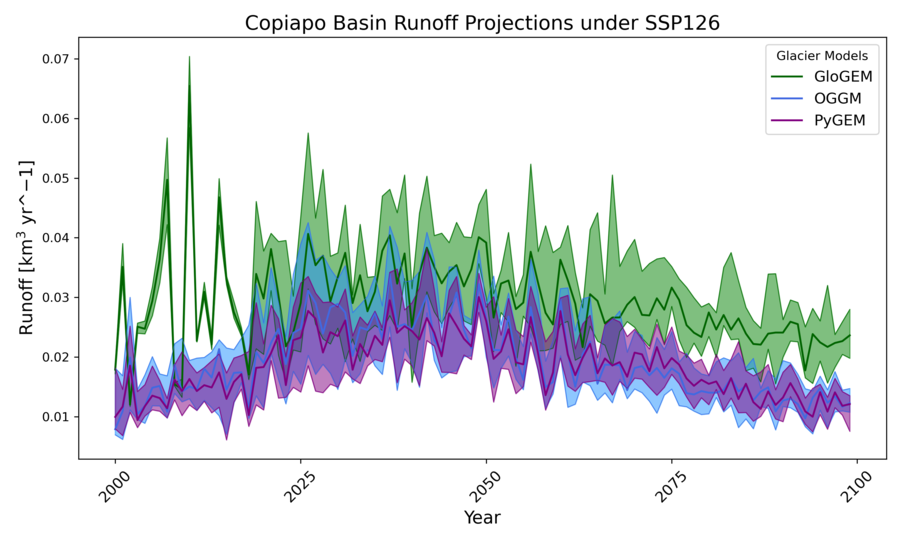 Copiapo Basin Runoff Projections under SSP126
Runoff [km³ yr^−1]
0.07
0.06
0.05
0.04
0.03
0.02
0.01
Glacier Models
GloGEM
OGGM
PyGEM
2000
2025
2050
2075
2100
Year